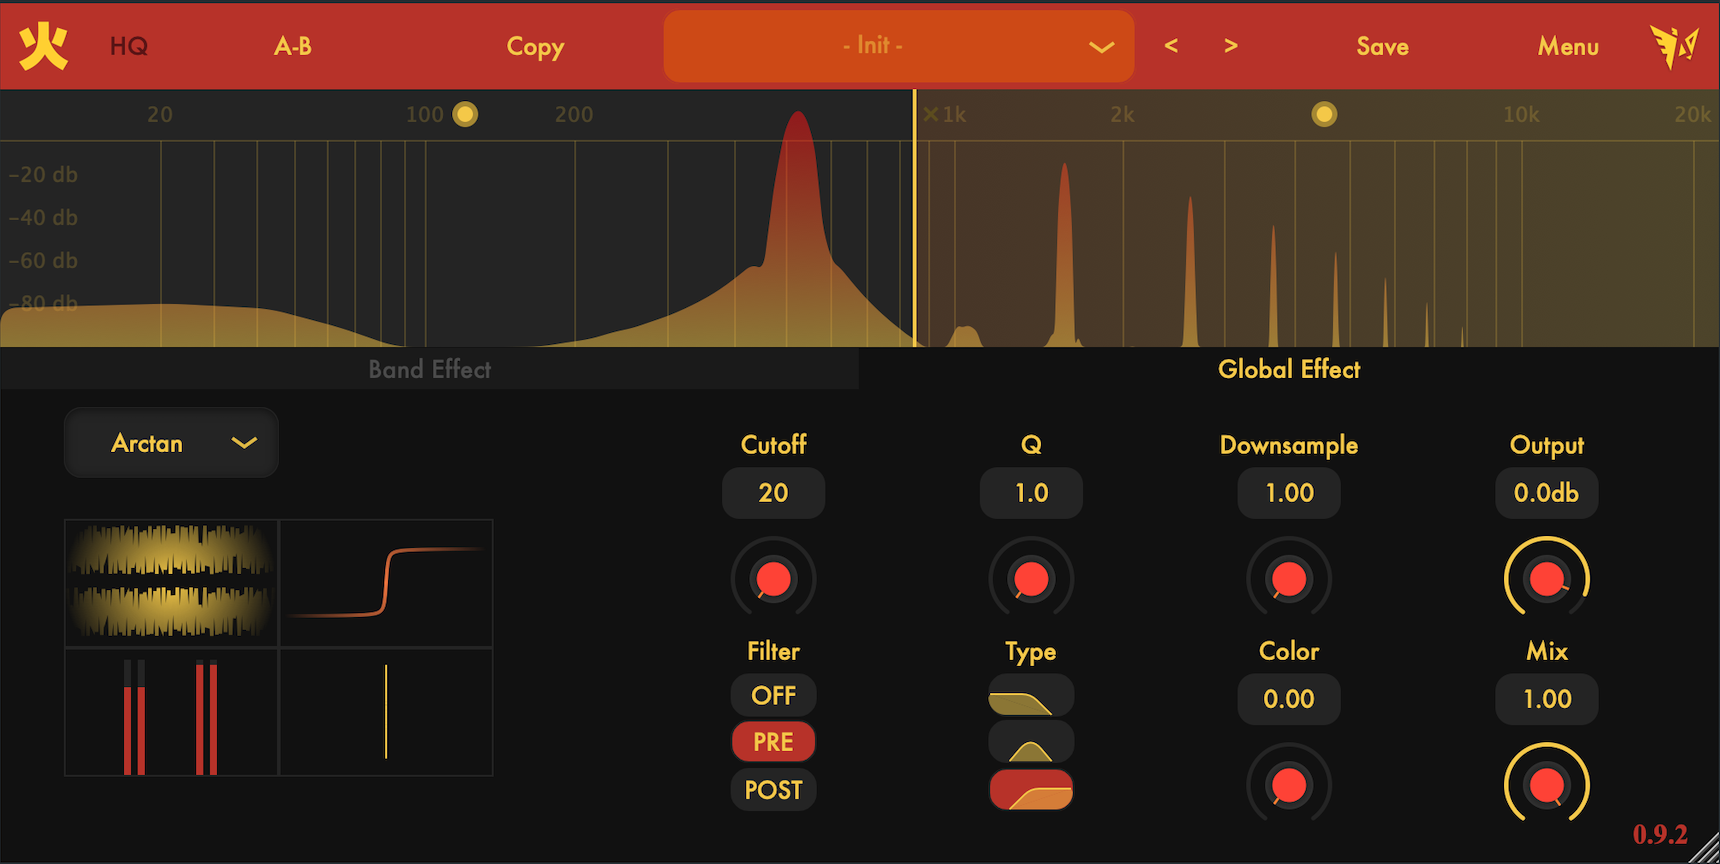 火 HQ A-B Copy - Init - < > Save Menu
20 100 200 ×1k 2k 10k 20k
-20 db
-40 db
-60 db
-80 db
Band Effect Global Effect
Arctan
Cutoff Q Downsample Output
20 1.0 1.00 0.0db
Filter Type Color Mix
OFF
0.00 1.00
PRE
POST
0.9.2